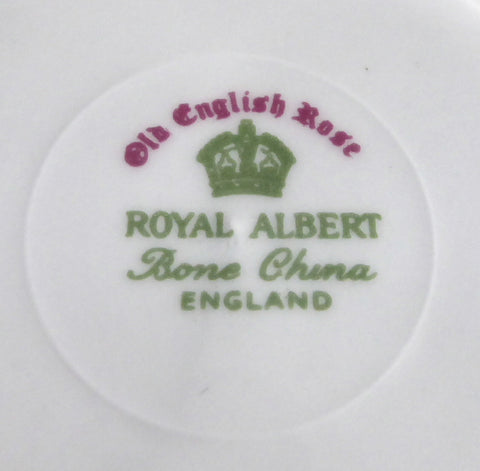 Old English Rose
ROYAL ALBERT
Bone China
ENGLAND